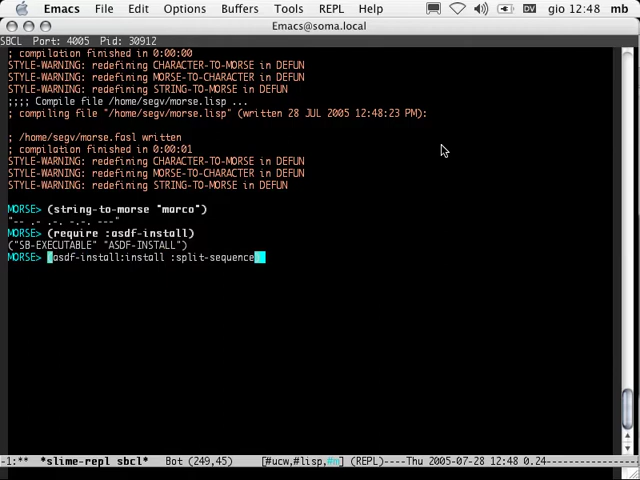 Emacs File Edit Options Buffers Tools REPL Help DV gio 12:48 mb
Emacs@soma.local
SBCL Port: 4005 Pid: 30912
; compilation finished in 0:00:00
STYLE-WARNING: redefining CHARACTER-TO-MORSE in DEFUN
STYLE-WARNING: redefining MORSE-TO-CHARACTER in DEFUN
STYLE-WARNING: redefining STRING-TO-MORSE in DEFUN
;;;; Compile file /home/segv/morse.lisp ...
; compiling file "/home/segv/morse.lisp" (written 28 JUL 2005 12:48:23 PM):
; /home/segv/morse.fasl written
; compilation finished in 0:00:01
STYLE-WARNING: redefining CHARACTER-TO-MORSE in DEFUN
STYLE-WARNING: redefining MORSE-TO-CHARACTER in DEFUN
STYLE-WARNING: redefining STRING-TO-MORSE in DEFUN
MORSE> (string-to-morse "marco")
"-- .- .-. -.-. ---"
MORSE> (require :asdf-install)
("SB-EXECUTABLE" "ASDF-INSTALL")
MORSE> (asdf-install:install :split-sequence)
-1:** *slime-repl sbcl* Bot (249,45) [#ucw,#lisp,#m] (REPL)----Thu 2005-07-28 12:48 0.24---